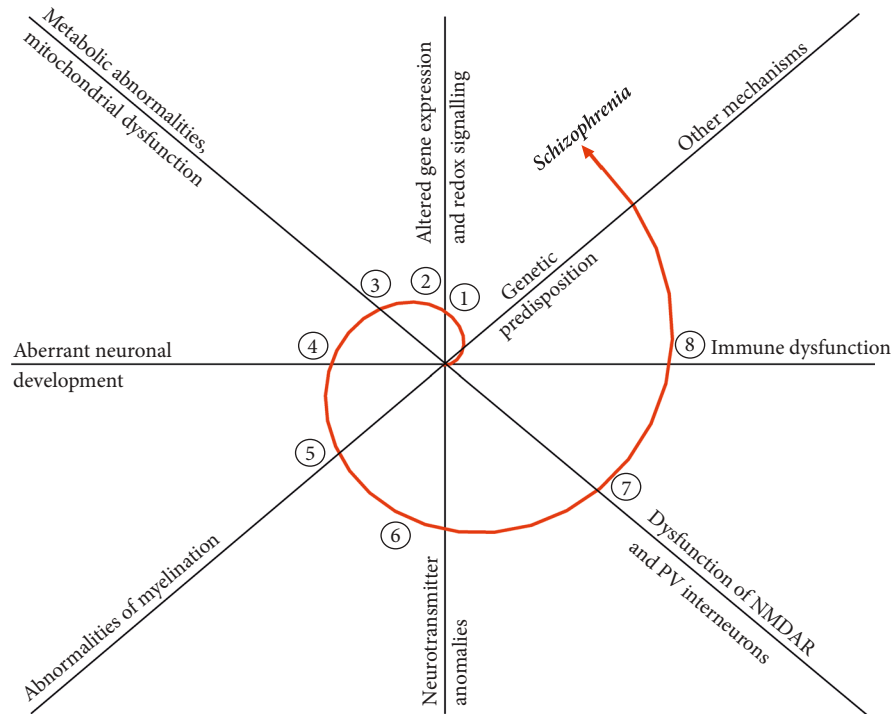 Metabolic abnormalities,
mitochondrial dysfunction
Altered gene expression
and redox signalling
Schizophrenia
Other mechanisms
Genetic
predisposition
1
2
3
4
5
6
7
8
Aberrant neuronal
development
Immune dysfunction
Abnormalities of myelination
Neurotransmitter
anomalies
Dysfunction of NMDAR
and PV interneurons